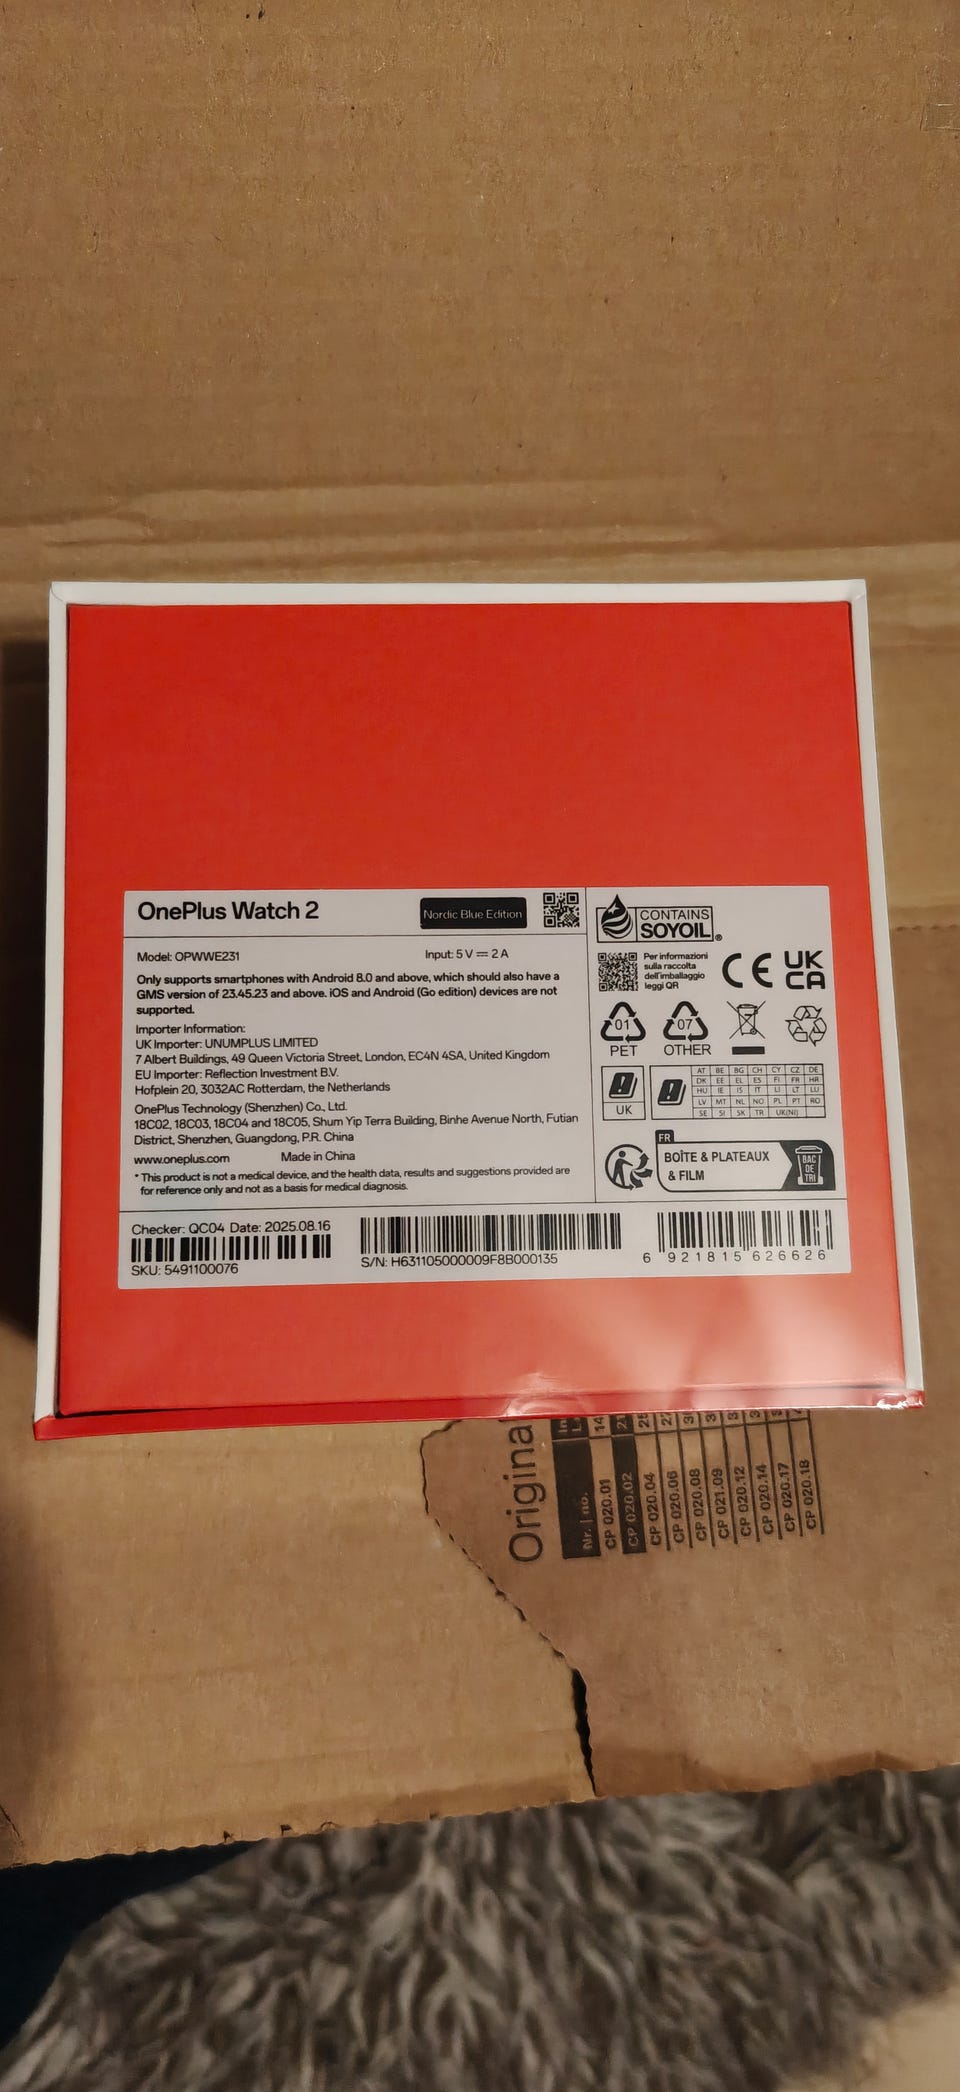 OnePlus Watch 2
Nordic Blue Edition
Model: OPWWE231
Input: 5 V ⎓ 2 A
Only supports smartphones with Android 8.0 and above, which should also have a
GMS version of 23.45.23 and above. iOS and Android (Go edition) devices are not
supported.
Importer Information:
UK Importer: UNUMPLUS LIMITED
7 Albert Buildings, 49 Queen Victoria Street, London, EC4N 4SA, United Kingdom
EU Importer: Reflection Investment B.V.
Hofplein 20, 3032AC Rotterdam, the Netherlands
OnePlus Technology (Shenzhen) Co., Ltd.
18C02, 18C03, 18C04 and 18C05, Shum Yip Terra Building, Binhe Avenue North, Futian
District, Shenzhen, Guangdong, P.R. China
www.oneplus.com
Made in China
* This product is not a medical device, and the health data, results and suggestions provided are
for reference only and not as a basis for medical diagnosis.
CONTAINS
SOYOIL®
Per informazioni
sulla raccolta
dell'imballaggio
leggi QR
CE
UK
CA
01
PET
07
OTHER
UK
AT BE BG CH CY CZ DE
DK EE EL ES FI FR HR
HU IE IS IT LI LT LU
LV MT NL NO PL PT RO
SE SI SK TR UK(NI)
FR
BOÎTE & PLATEAUX
& FILM
BAC
DE
TRI
Checker: QC04 Date: 2025.08.16
SKU: 5491100076
S/N: H631105000009F8B000135
6 921815 626626
Original
Nr. | no.
CP 020.01
CP 020.02
CP 020.04
CP 020.06
CP 020.08
CP 021.09
CP 020.12
CP 020.14
CP 020.17
CP 020.18